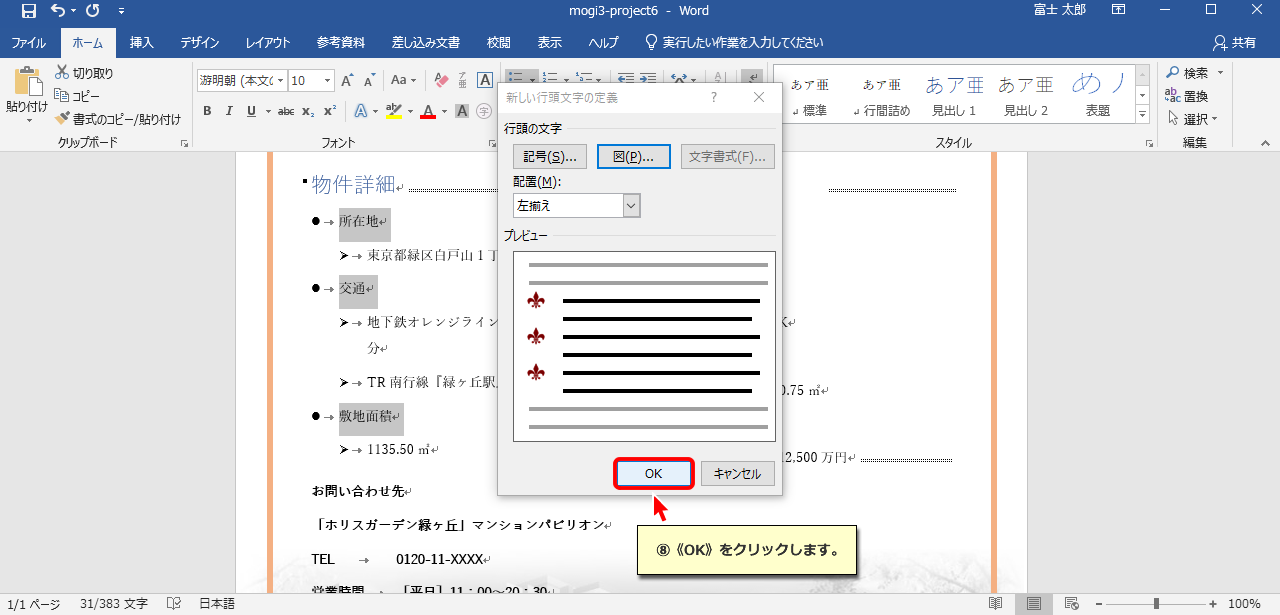 mogi3-project6 - Word
富士 太郎
ファイル ホーム 挿入 デザイン レイアウト 参考資料 差し込み文書 校閲 表示 ヘルプ 実行したい作業を入力してください 共有
貼り付け
切り取り
コピー
書式のコピー/貼り付け
クリップボード
游明朝 (本文の 10
Aa
B I U abc x₂ x²
フォント
あア亜 あア亜 あア亜 あア亜 めイノ
標準 行間詰め 見出し 1 見出し 2 表題
スタイル
検索
置換
選択
編集
新しい行頭文字の定義 ?
行頭の文字
記号(S)... 図(P)... 文字書式(F)...
配置(M):
左揃え
プレビュー
OK キャンセル
⑧《OK》をクリックします。
物件詳細
所在地
東京都緑区白戸山 1 丁
交通
地下鉄オレンジライン
分
TR 南行線『緑ヶ丘駅
敷地面積
1135.50 ㎡
0.75 ㎡
2,500 万円
お問い合わせ先
「ホリスガーデン緑ヶ丘」マンションパビリオン
TEL → 0120-11-XXXX
営業時間 [平日] 11：00～20：30
1/1 ページ 31/383 文字 日本語 100%